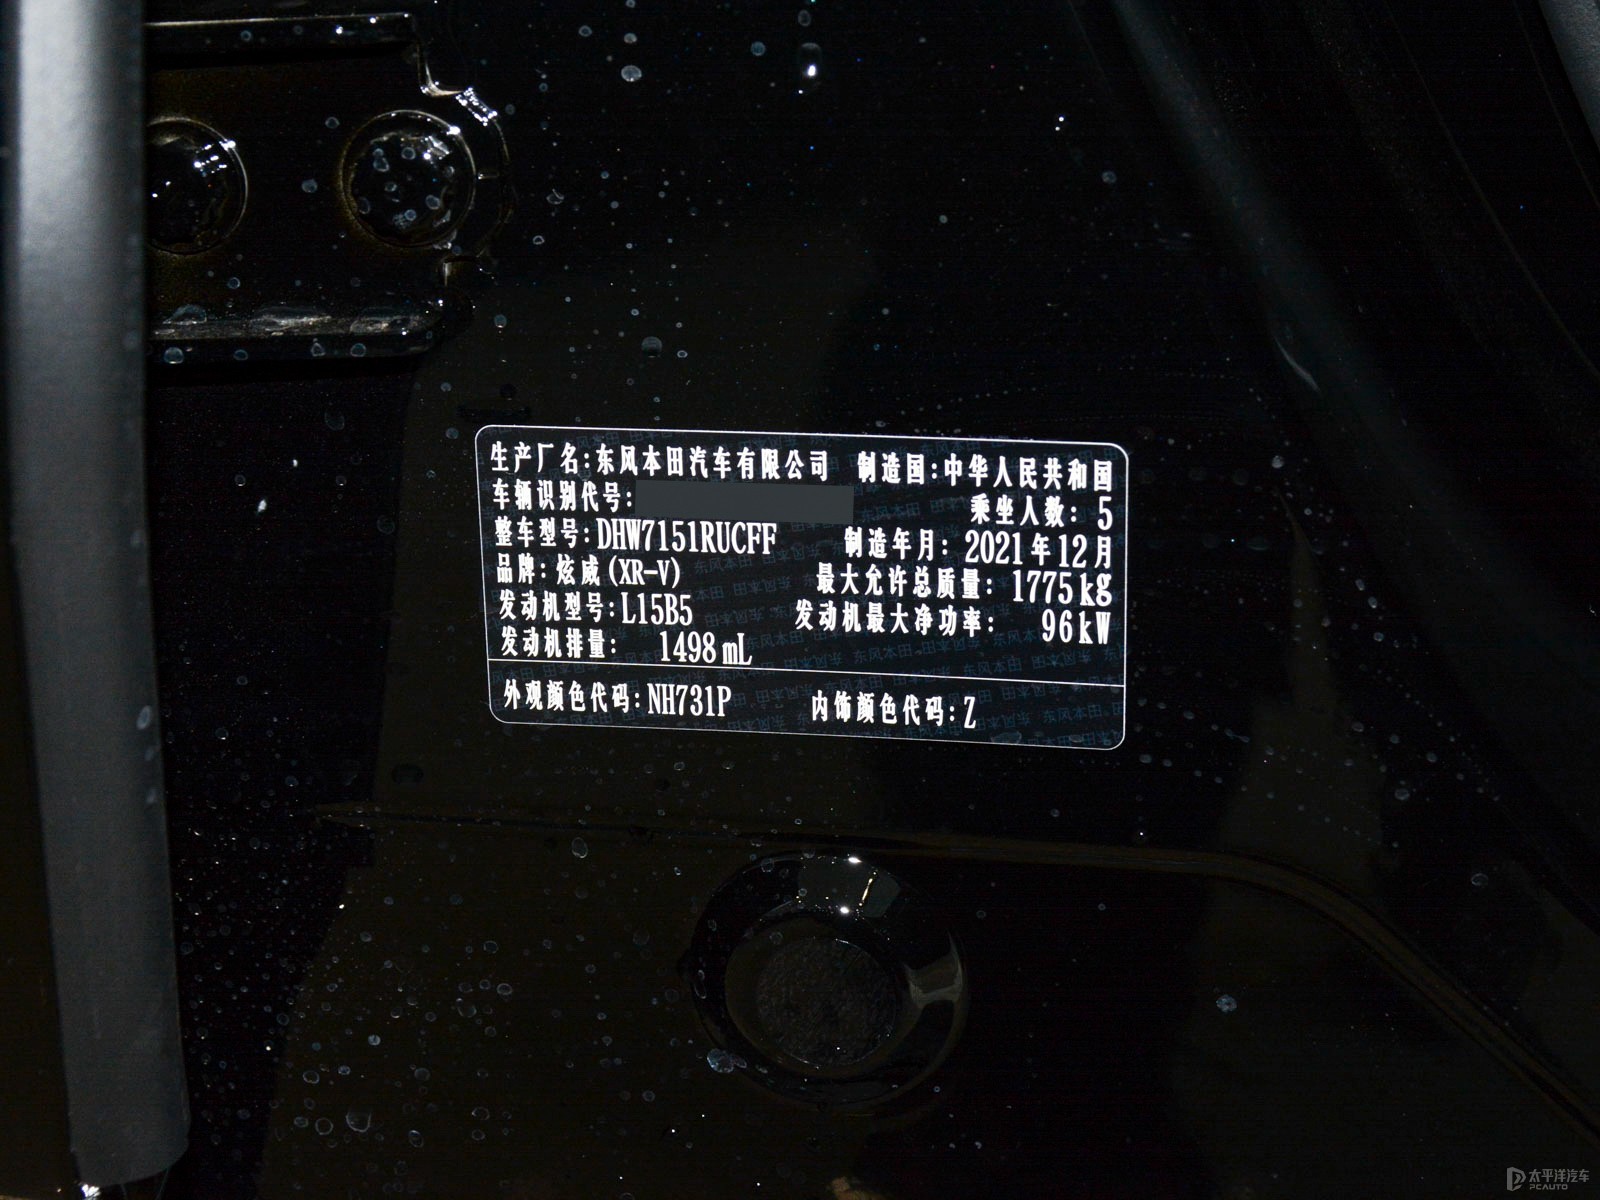 生产厂名:东风本田汽车有限公司 制造国:中华人民共和国
车辆识别代号: 乘坐人数: 5
整车型号:DHW7151RUCFF 制造年月: 2021年12月
品牌: 炫威(XR-V) 最大允许总质量: 1775kg
发动机型号:L15B5 发动机最大净功率: 96kW
发动机排量: 1498mL
外观颜色代码:NH731P 内饰颜色代码:Z
太平洋汽车
PCAUTO